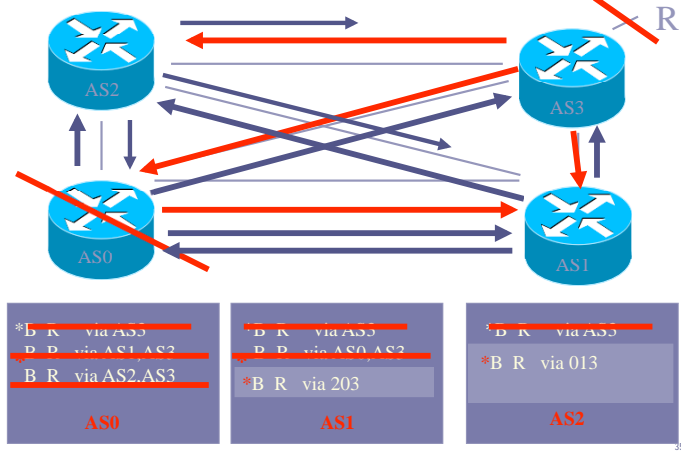 R
AS2
AS3
AS0
AS1
*B R via AS3
*B R via AS1,AS3
B R via AS2,AS3
AS0
*B R via AS3
*B R via AS0,AS3
*B R via 203
AS1
*B R via AS3
*B R via 013
AS2